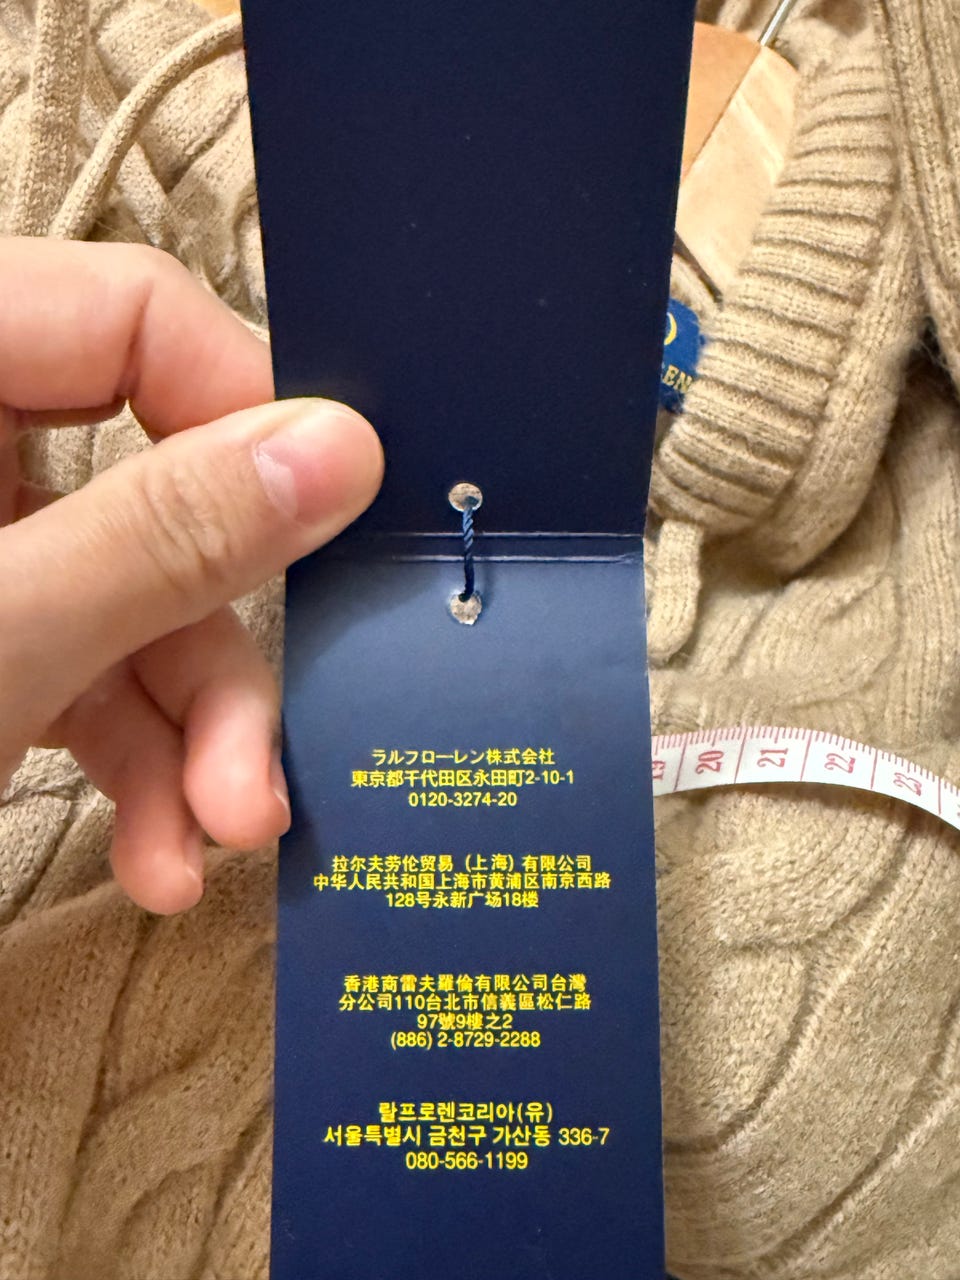 ラルフローレン株式会社
東京都千代田区永田町2-10-1
0120-3274-20
拉尔夫劳伦贸易（上海）有限公司
中华人民共和国上海市黄浦区南京西路
128号永新广场18楼
香港商雷夫羅倫有限公司台灣
分公司110台北市信義區松仁路
97號9樓之2
(886) 2-8729-2288
랄프로렌코리아(유)
서울특별시 금천구 가산동 336-7
080-566-1199
20 21 22 23